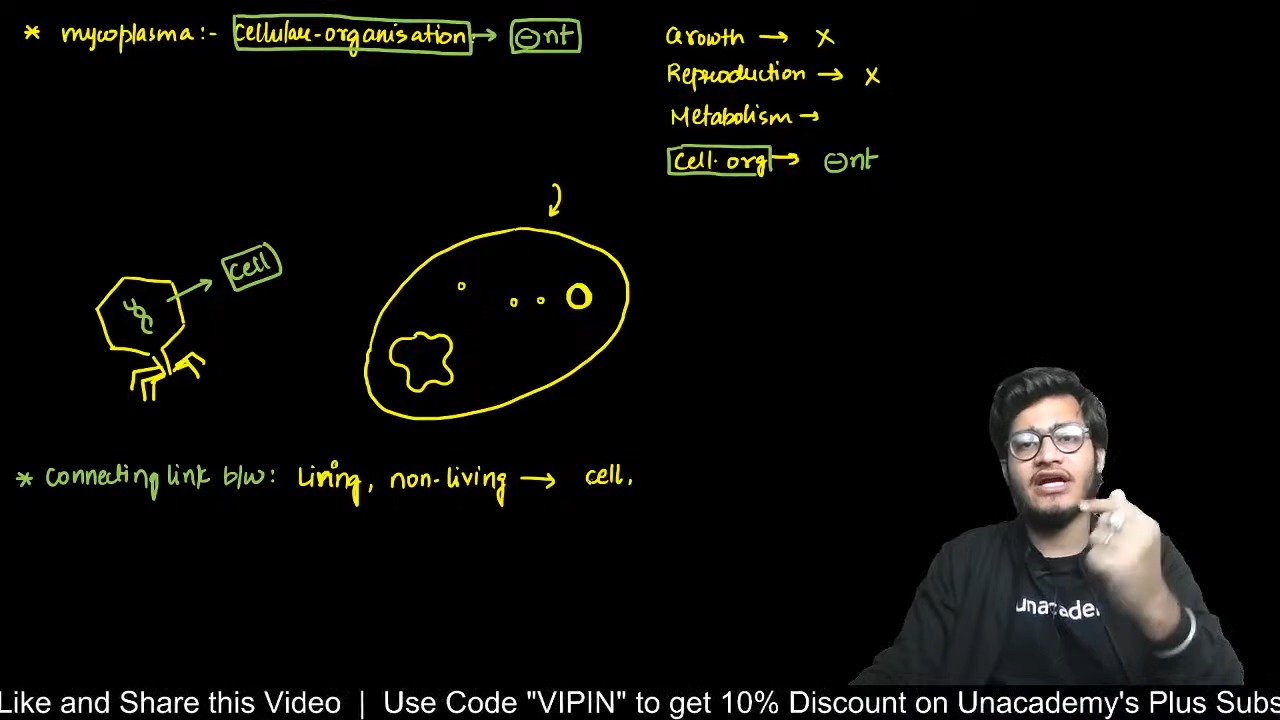 * mycoplasma:- cellular-organisation → ⊖nt
Growth → x
Reproduction → x
Metabolism →
Cell. org → ⊖nt
cell
* connecting link b/w: Living, non-living → cell.
unacade
Like and Share this Video | Use Code "VIPIN" to get 10% Discount on Unacademy's Plus Subs